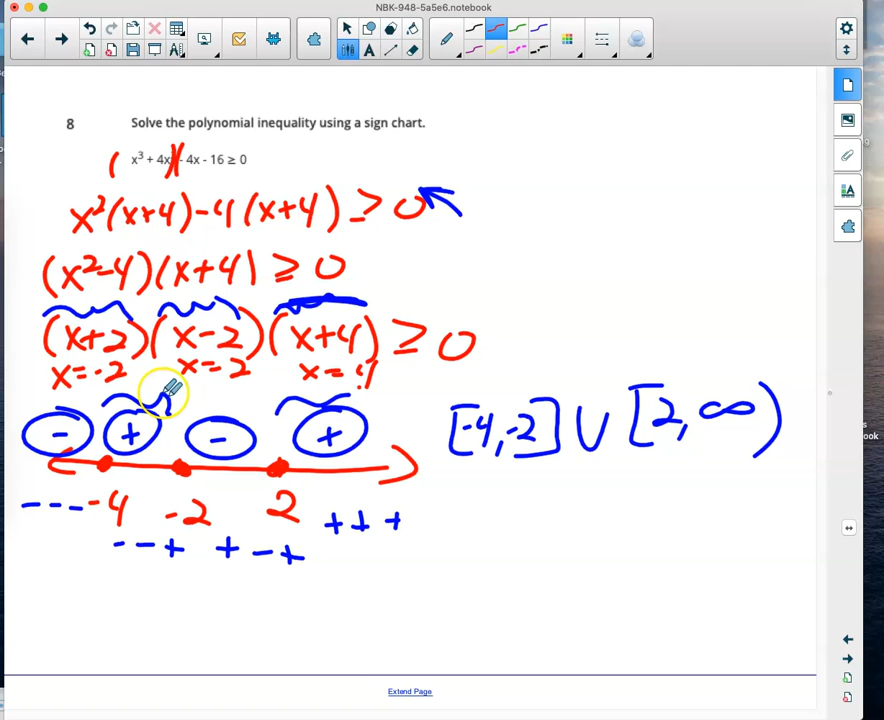 NBK-948-5a5e6.notebook
8 Solve the polynomial inequality using a sign chart.
( x³ + 4x ) - 4x - 16 ≥ 0
x²(x+4)-4(x+4) ≥ 0
(x²-4)(x+4) ≥ 0
(x+2)(x-2)(x+4) ≥ 0
x=-2 x=-2 x=-4
- + - +
[-4,-2] ∪ [2,∞)
-4 -2 2
- - - - - + + - + + + +
Extend Page
ook